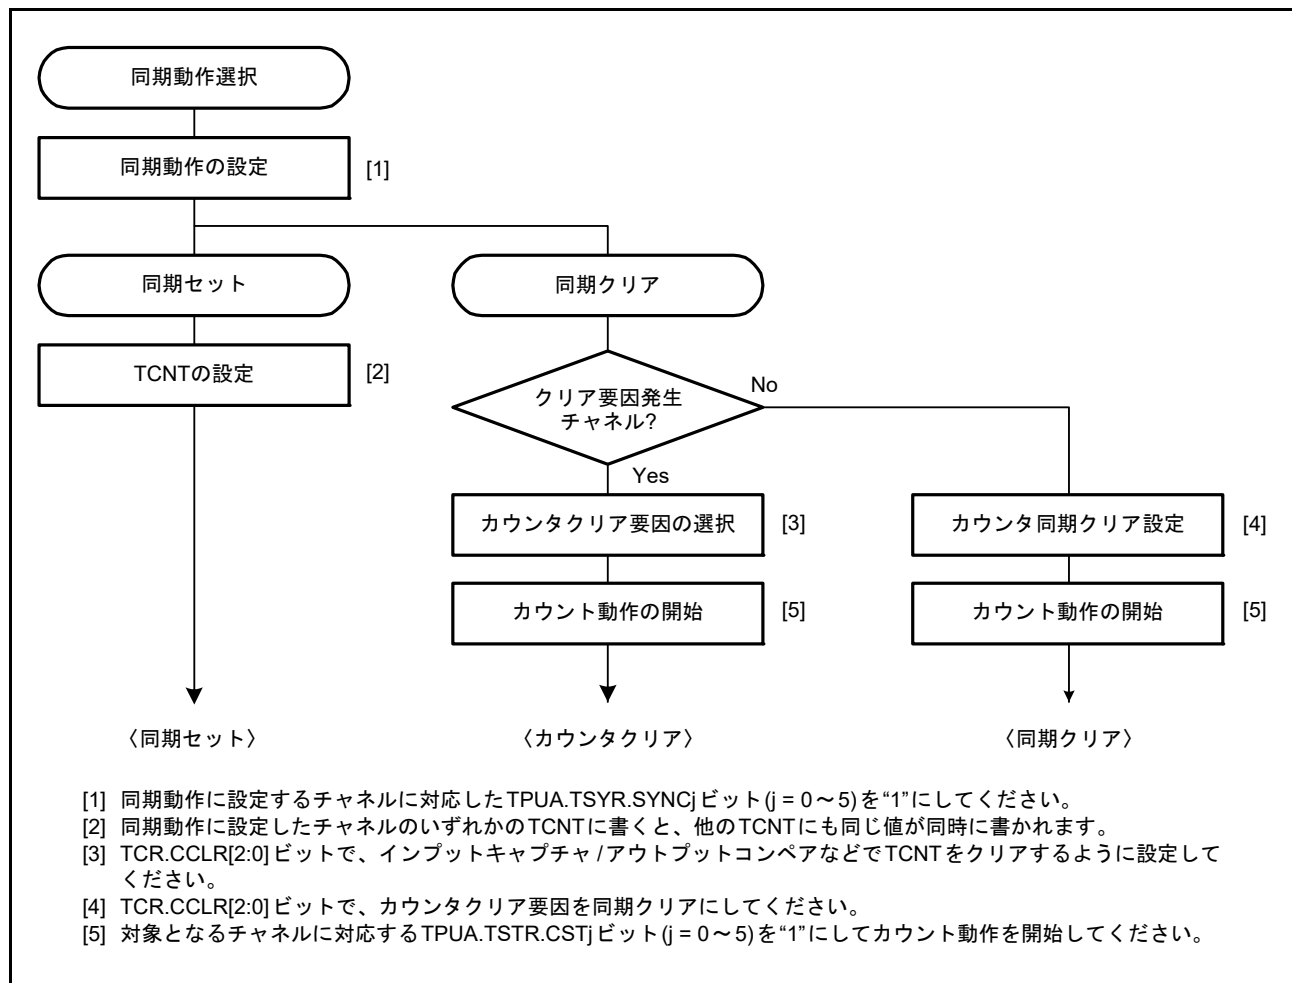 同期動作選択
同期動作の設定
[1]
同期セット
同期クリア
TCNTの設定
[2]
クリア要因発生
チャネル?
No
Yes
カウンタクリア要因の選択
[3]
カウンタ同期クリア設定
[4]
カウント動作の開始
[5]
カウント動作の開始
[5]
〈同期セット〉
〈カウンタクリア〉
〈同期クリア〉
[1] 同期動作に設定するチャネルに対応したTPUA.TSYR.SYNCjビット(j = 0～5)を“1”にしてください。
[2] 同期動作に設定したチャネルのいずれかのTCNTに書くと、他のTCNTにも同じ値が同時に書かれます。
[3] TCR.CCLR[2:0]ビットで、インプットキャプチャ/アウトプットコンペアなどでTCNTをクリアするように設定して
ください。
[4] TCR.CCLR[2:0]ビットで、カウンタクリア要因を同期クリアにしてください。
[5] 対象となるチャネルに対応するTPUA.TSTR.CSTjビット(j = 0～5)を“1”にしてカウント動作を開始してください。